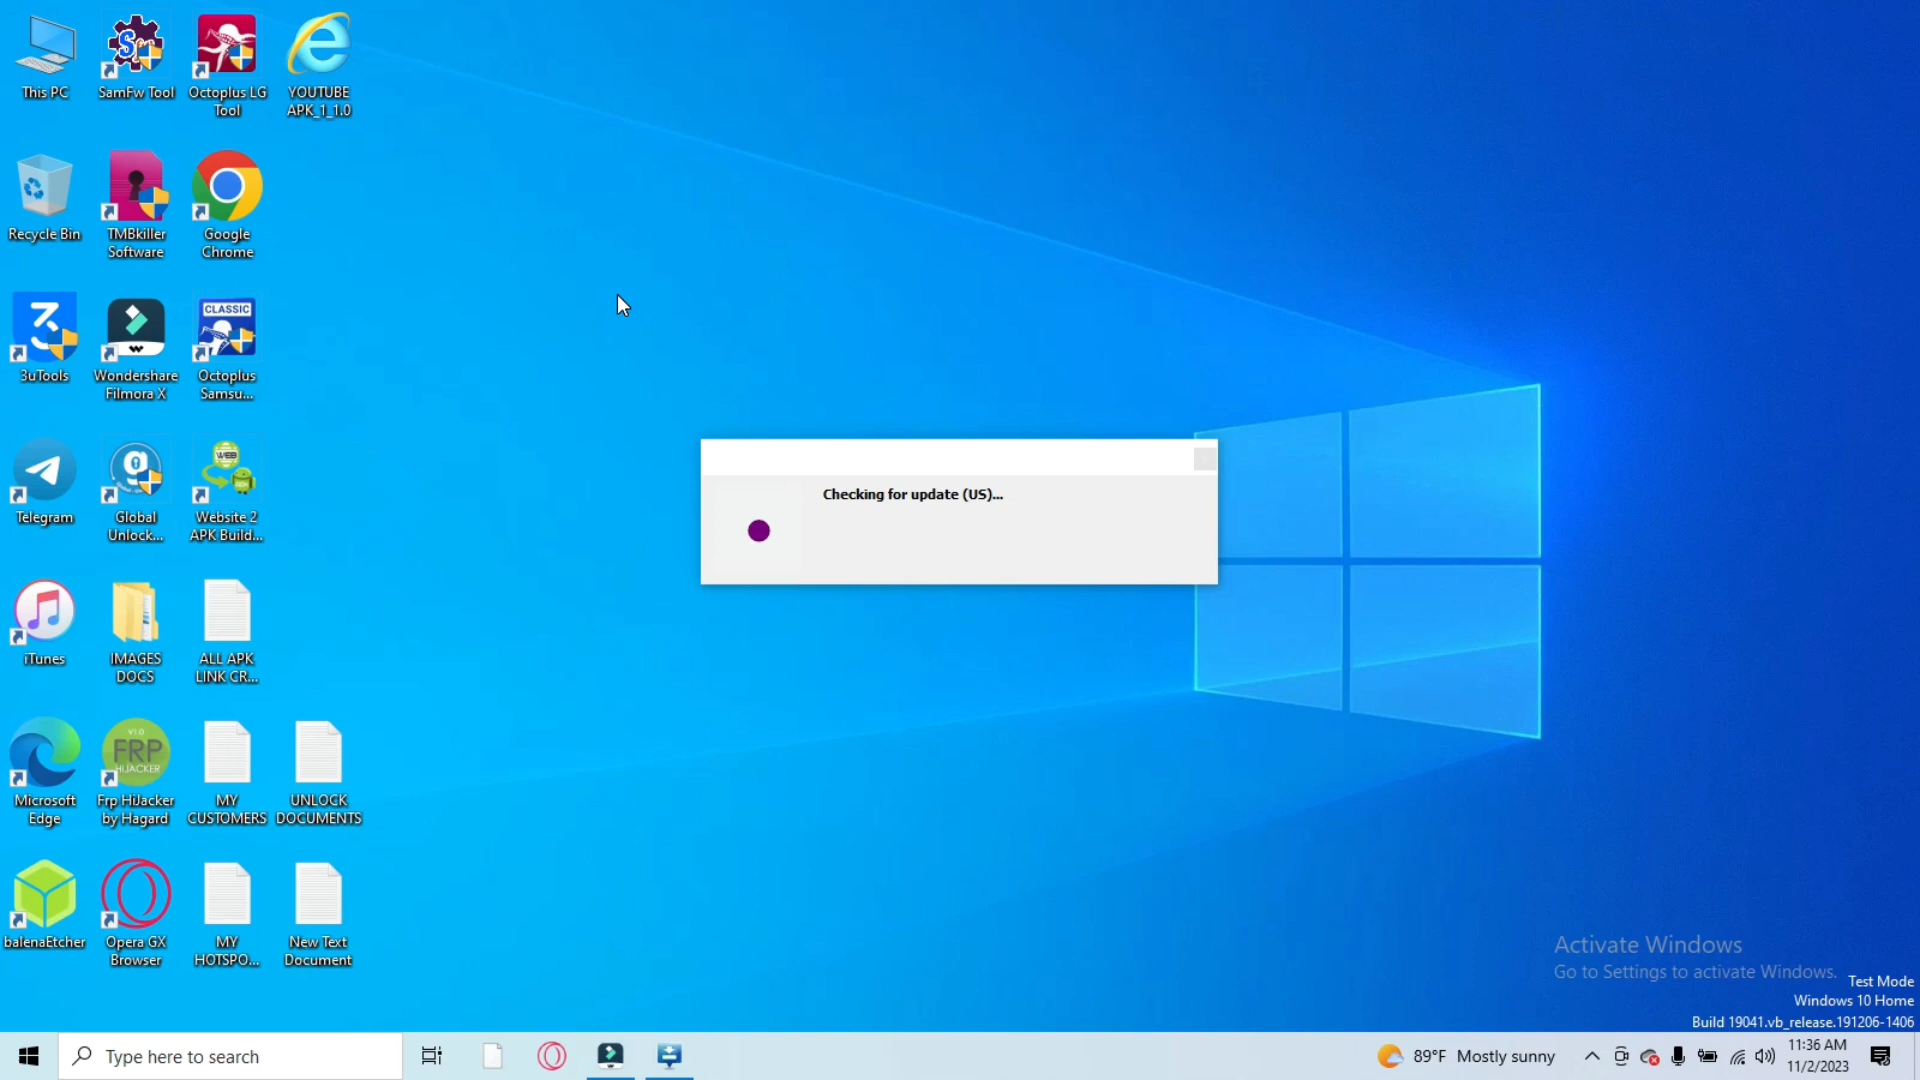 This PC
SamFw Tool
Octoplus LG
Tool
YOUTUBE
APK_1_1.0
Recycle Bin
TMBkiller
Software
Google
Chrome
3uTools
Wondershare
Filmora X
CLASSIC
Octoplus
Samsu...
Telegram
Global
Unlock...
WEB
Website 2
APK Build...
iTunes
IMAGES
DOCS
ALL APK
LINK CR...
Microsoft
Edge
V1.0
FRP
HIJACKER
Frp HiJacker
by Hagard
MY
CUSTOMERS
UNLOCK
DOCUMENTS
balenaEtcher
Opera GX
Browser
MY
HOTSPO...
New Text
Document
Checking for update (US)...
Activate Windows
Go to Settings to activate Windows.
Test Mode
Windows 10 Home
Build 19041.vb_release.191206-1406
Type here to search
89°F Mostly sunny
11:36 AM
11/2/2023